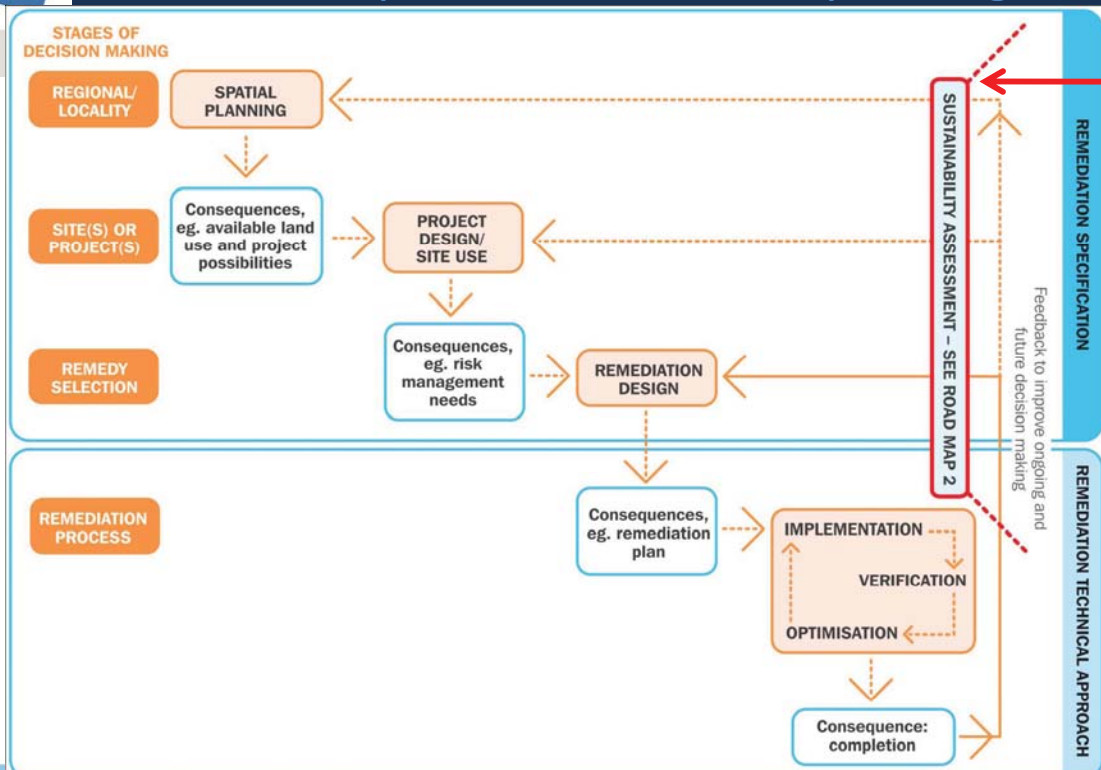 STAGES OF
DECISION MAKING
REGIONAL/
LOCALITY
SPATIAL
PLANNING
SITE(S) OR
PROJECT(S)
Consequences,
eg. available land
use and project
possibilities
PROJECT
DESIGN/
SITE USE
REMEDY
SELECTION
Consequences,
eg. risk
management
needs
REMEDIATION
DESIGN
REMEDIATION
PROCESS
Consequences,
eg. remediation
plan
IMPLEMENTATION
VERIFICATION
OPTIMISATION
Consequence:
completion
SUSTAINABILITY ASSESSMENT – SEE ROAD MAP 2
Feedback to improve ongoing and
future decision making
REMEDIATION SPECIFICATION
REMEDIATION TECHNICAL APPROACH